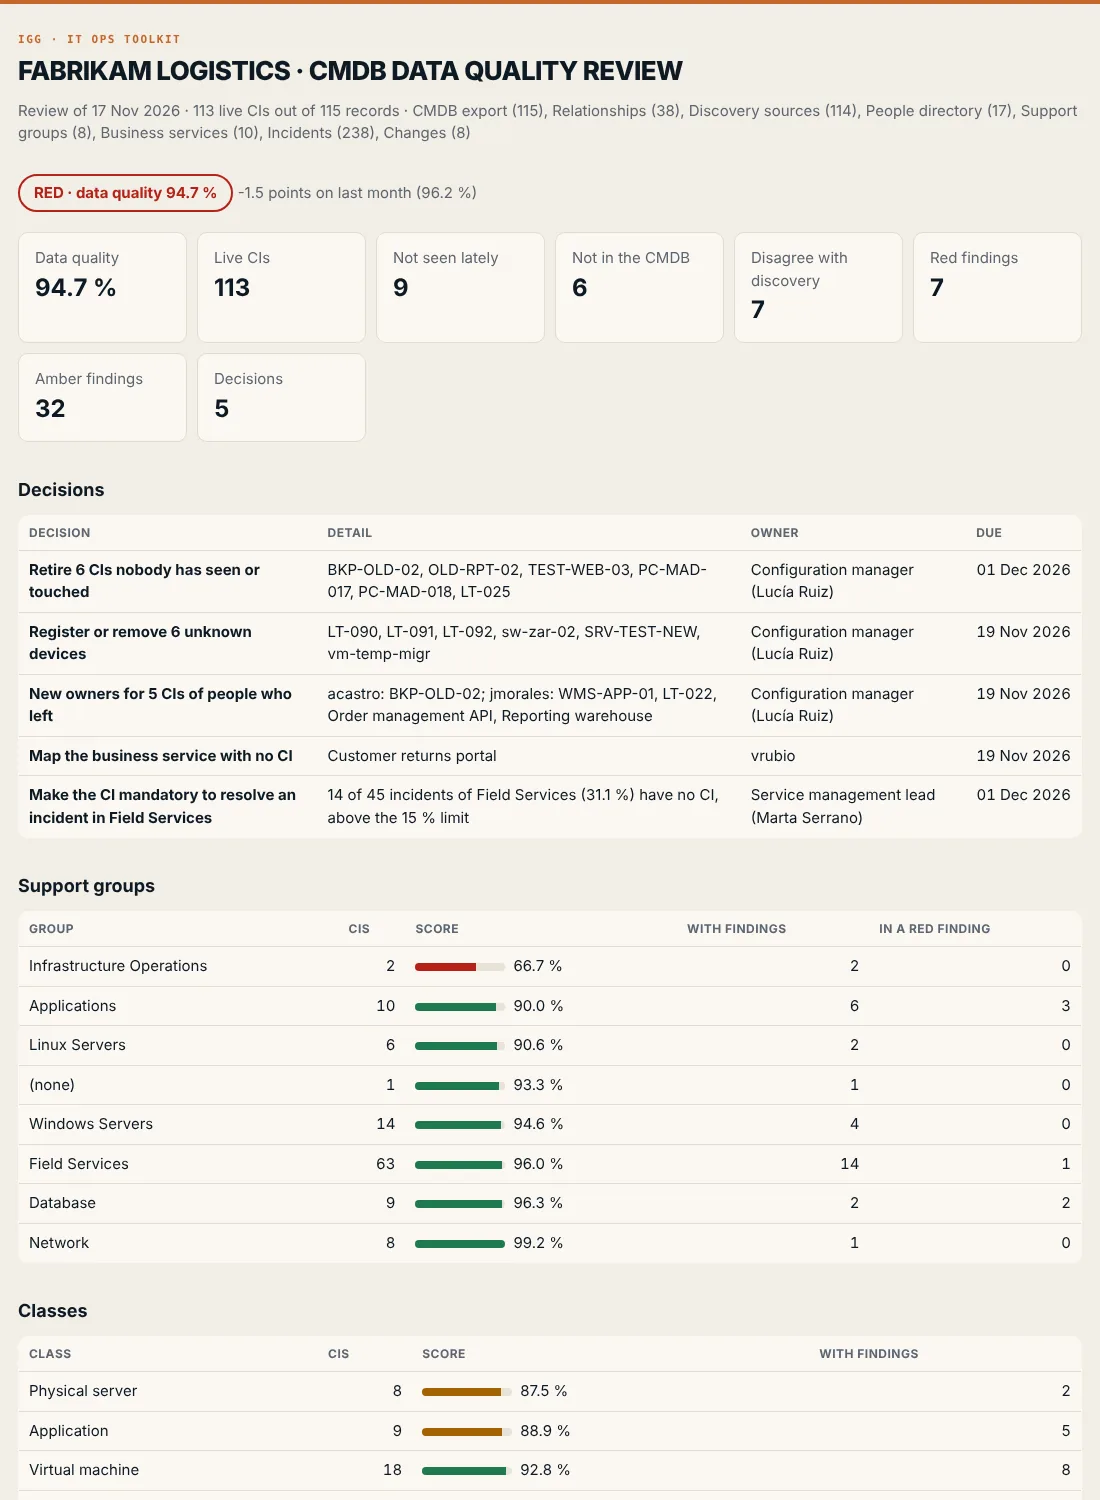 IGG · IT OPS TOOLKIT
FABRIKAM LOGISTICS · CMDB DATA QUALITY REVIEW
Review of 17 Nov 2026 · 113 live CIs out of 115 records · CMDB export (115), Relationships (38), Discovery sources (114), People directory (17), Support
groups (8), Business services (10), Incidents (238), Changes (8)
RED · data quality 94.7 % -1.5 points on last month (96.2 %)
Data quality
94.7 %
Live CIs
113
Not seen lately
9
Not in the CMDB
6
Disagree with
discovery
7
Red findings
7
Amber findings
32
Decisions
5
Decisions
DECISION DETAIL OWNER DUE
Retire 6 CIs nobody has seen or BKP-OLD-02, OLD-RPT-02, TEST-WEB-03, PC-MAD- Configuration manager 01 Dec 2026
touched 017, PC-MAD-018, LT-025 (Lucía Ruiz)
Register or remove 6 unknown LT-090, LT-091, LT-092, sw-zar-02, SRV-TEST-NEW, Configuration manager 19 Nov 2026
devices vm-temp-migr (Lucía Ruiz)
New owners for 5 CIs of people who acastro: BKP-OLD-02; jmorales: WMS-APP-01, LT-022, Configuration manager 19 Nov 2026
left Order management API, Reporting warehouse (Lucía Ruiz)
Map the business service with no CI Customer returns portal vrubio 19 Nov 2026
Make the CI mandatory to resolve an 14 of 45 incidents of Field Services (31.1 %) have no CI, Service management lead 01 Dec 2026
incident in Field Services above the 15 % limit (Marta Serrano)
Support groups
GROUP CIS SCORE WITH FINDINGS IN A RED FINDING
Infrastructure Operations 2 66.7 % 2 0
Applications 10 90.0 % 6 3
Linux Servers 6 90.6 % 2 0
(none) 1 93.3 % 1 0
Windows Servers 14 94.6 % 4 0
Field Services 63 96.0 % 14 1
Database 9 96.3 % 2 2
Network 8 99.2 % 1 0
Classes
CLASS CIS SCORE WITH FINDINGS
Physical server 8 87.5 % 2
Application 9 88.9 % 5
Virtual machine 18 92.8 % 8